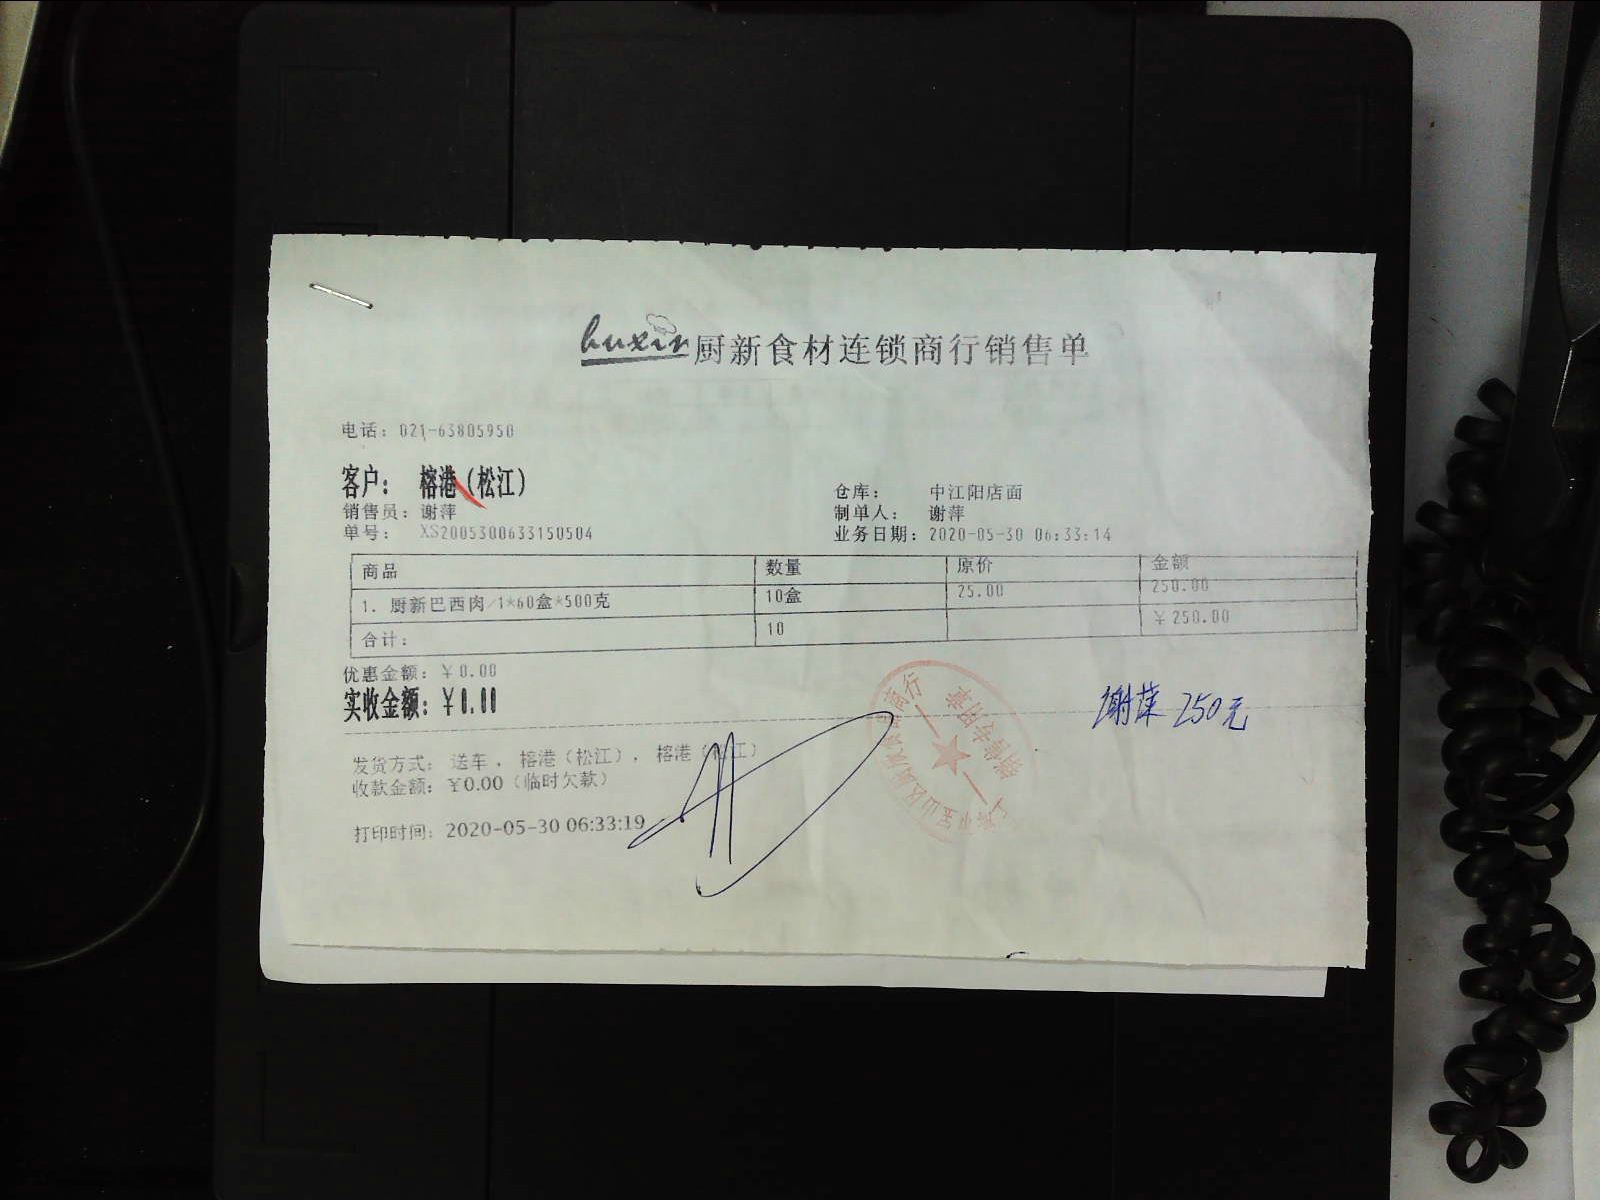 huxin 厨新食材连锁商行销售单
电话: 021-63805950
客户: 榕港(松江)
仓库: 中江阳店面
销售员: 谢萍
制单人: 谢萍
单号: XS2005300633150504
业务日期: 2020-05-30 06:33:14
商品 数量 原价 金额
1. 厨新巴西肉/1*60盒*500克 10盒 25.00 250.00
合计: 10 ¥250.00
优惠金额: ¥0.00
实收金额: ¥0.00
谢萍 250元
发货方式: 送车, 榕港(松江), 榕港(松江)
收款金额: ¥0.00(临时欠款)
打印时间: 2020-05-30 06:33:19
销售专用章